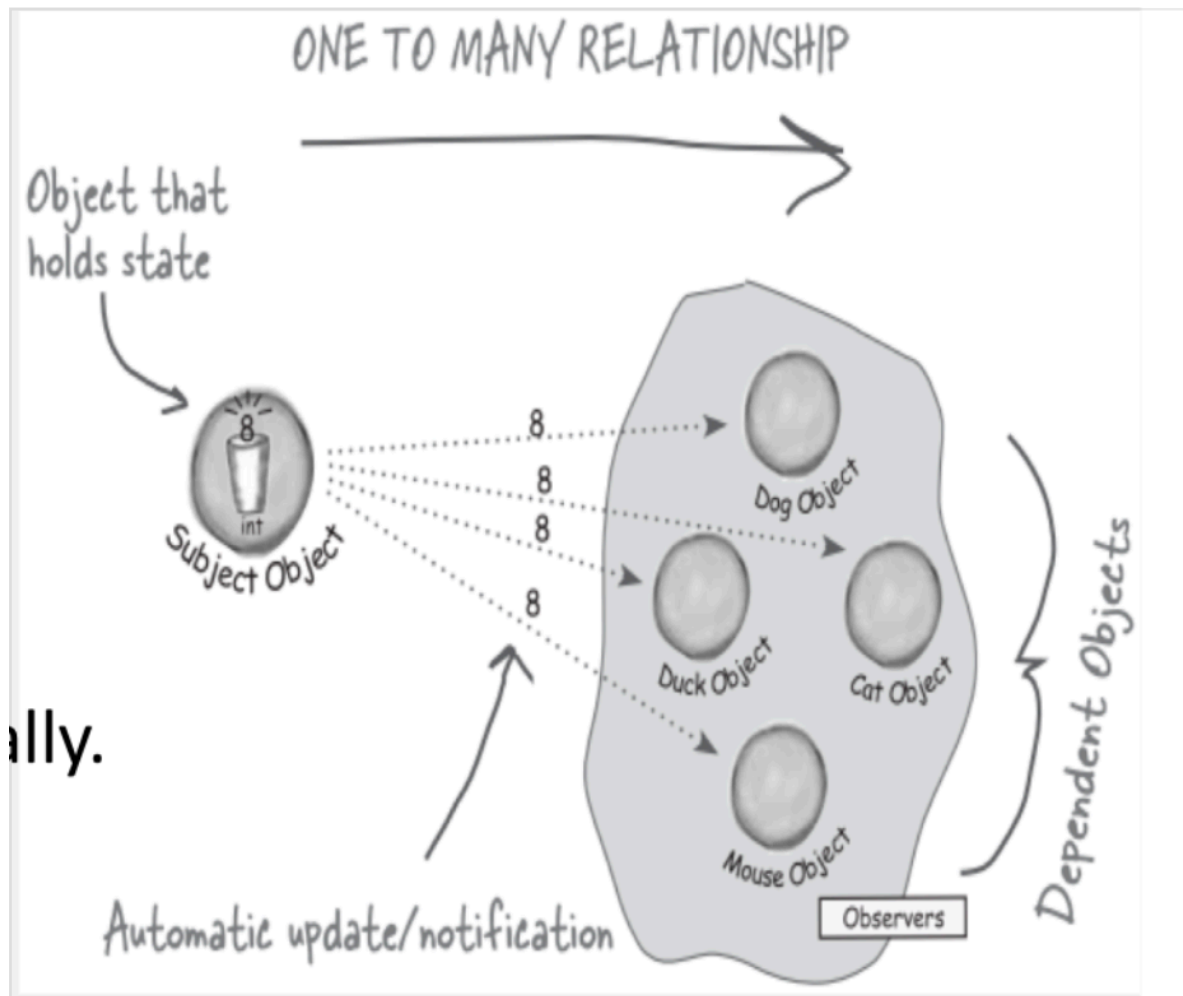 ONE TO MANY RELATIONSHIP
Object that
holds state
8
int
Subject Object
8
8
8
8
Dog Object
Duck Object
Cat Object
Mouse Object
Observers
Dependent Objects
ally.
Automatic update/notification